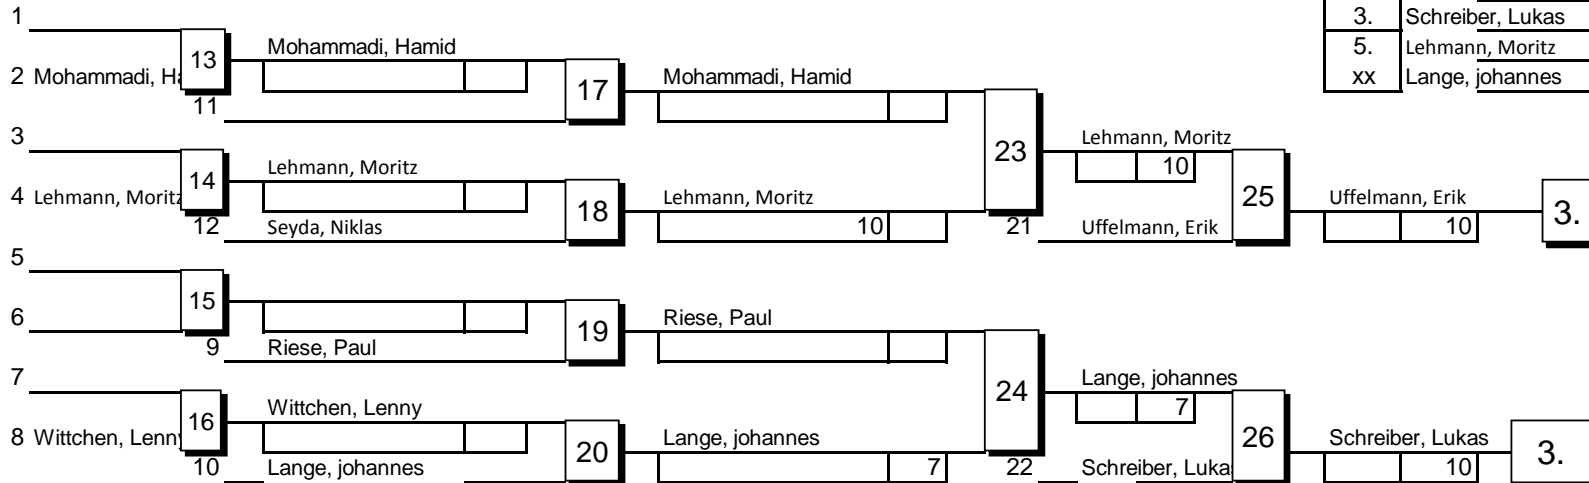 1
3. Schreiber, Lukas
13 Mohammadi, Hamid
5. Lehmann, Moritz
2 Mohammadi, Ha
17 Mohammadi, Hamid
xx Lange, johannes
11
3
23 Lehmann, Moritz
14 Lehmann, Moritz
10
4 Lehmann, Moritz
18 Lehmann, Moritz
25 Uffelmann, Erik
3.
12 Seyda, Niklas
10
21 Uffelmann, Erik
10
5
15
6
19 Riese, Paul
9 Riese, Paul
7
24 Lange, johannes
16 Wittchen, Lenny
7
8 Wittchen, Lenny
20 Lange, johannes
26 Schreiber, Lukas
3.
10 Lange, johannes
7
22 Schreiber, Luka
10